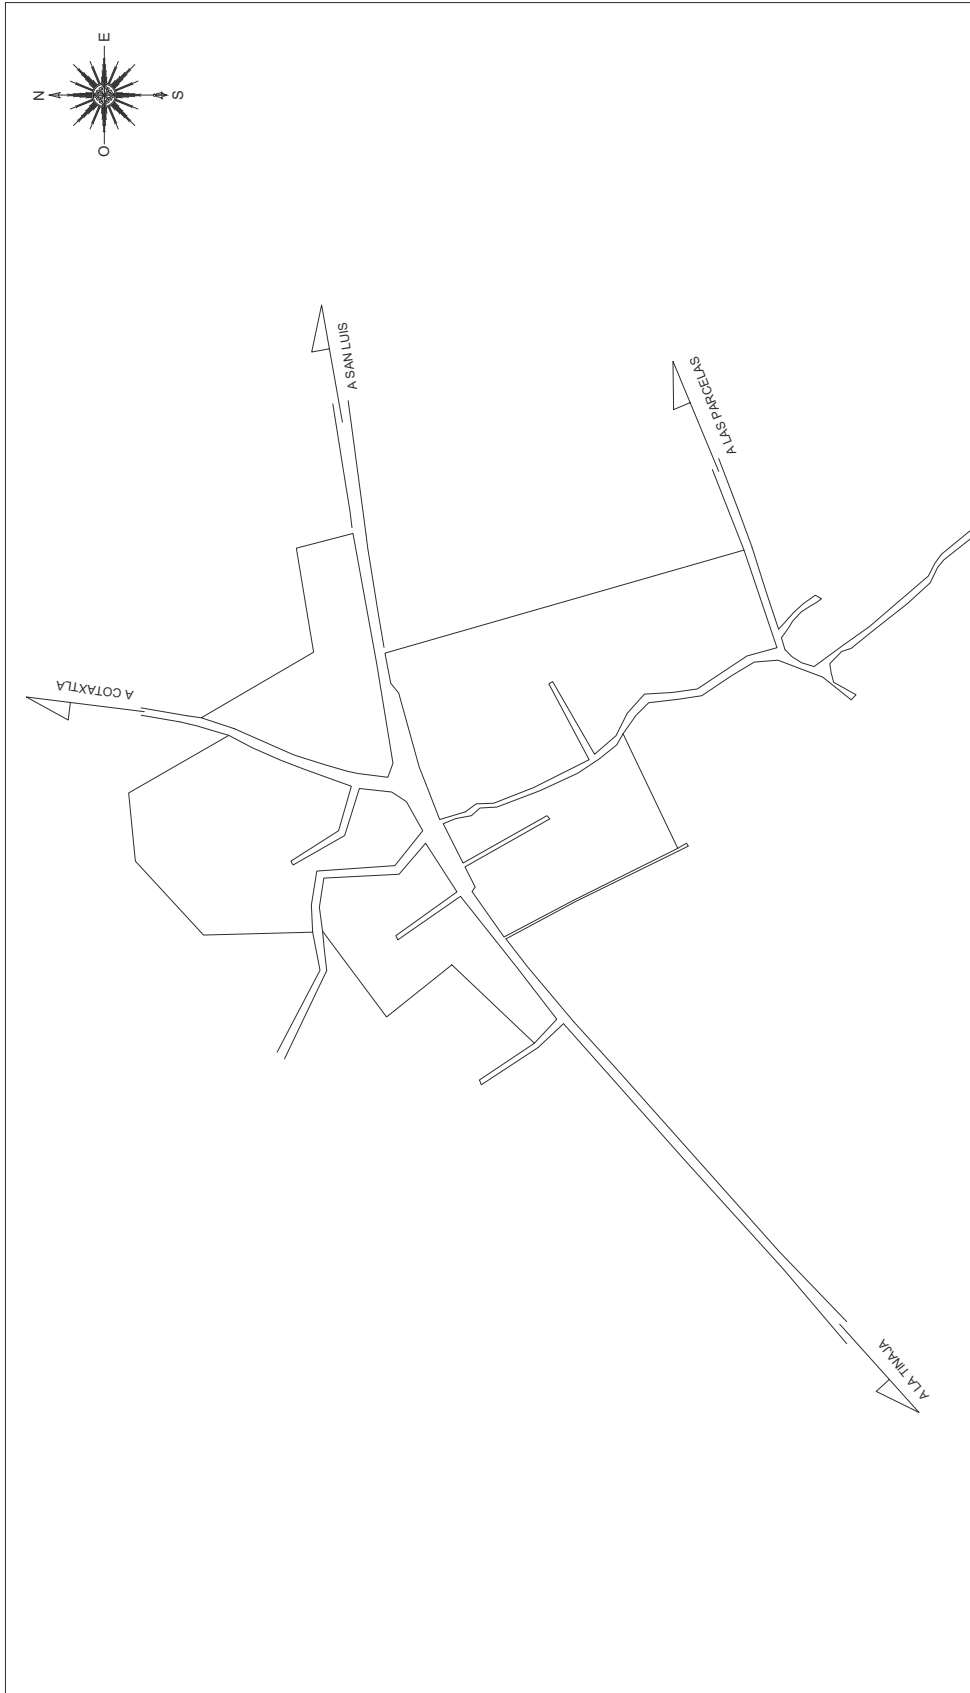 E
N
S
O
A SAN LUIS
A LAS PARCELAS
A COTAXTLA
A LA TINAJA